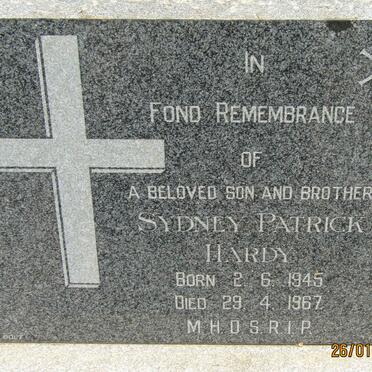 IN
FOND REMEMBRANCE
OF
A BELOVED SON AND BROTHER
SYDNEY PATRICK
HARDY
BORN 2. 6. 1945
DIED 29. 4. 1967.
M.H.D.S.R.I.P.
26/01